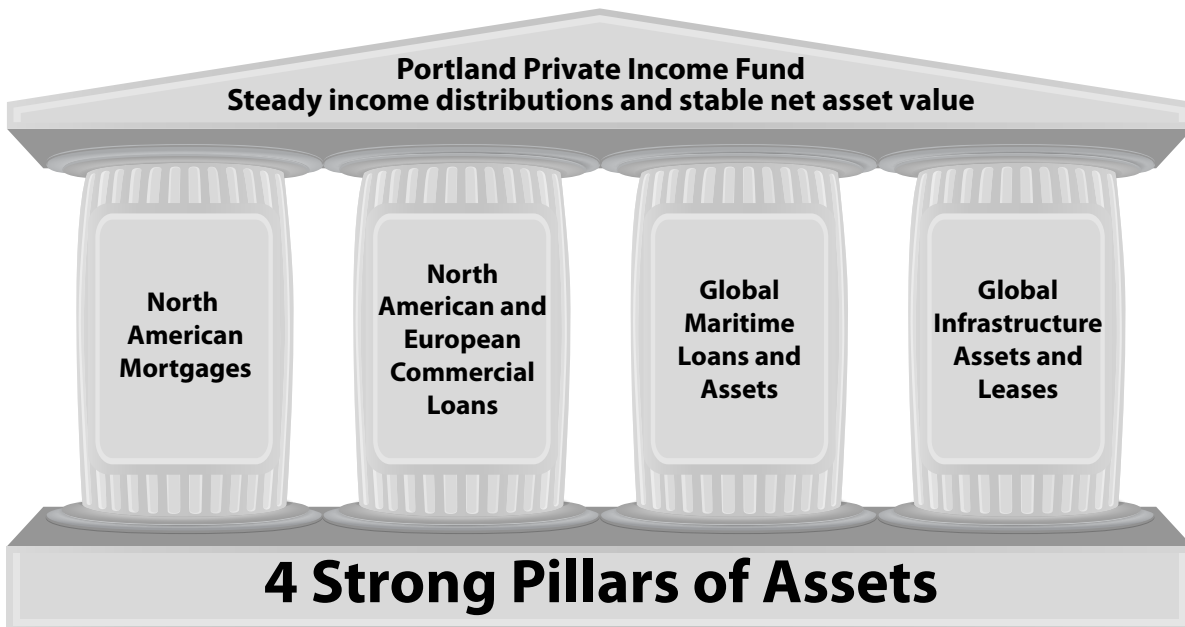 Portland Private Income Fund
Steady income distributions and stable net asset value
North
American
Mortgages
North
American and
European
Commercial
Loans
Global
Maritime
Loans and
Assets
Global
Infrastructure
Assets and
Leases
4 Strong Pillars of Assets